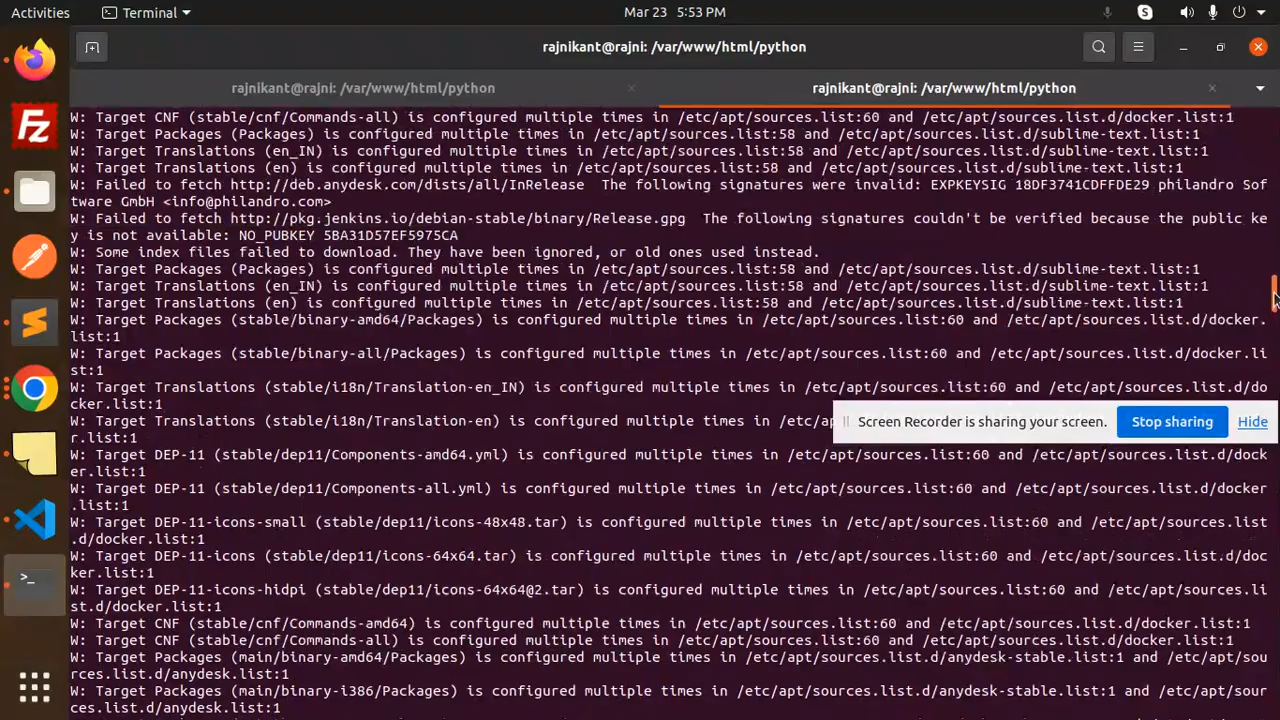 Activities
Terminal
Mar 23 5:53 PM
rajnikant@rajni: /var/www/html/python
rajnikant@rajni: /var/www/html/python
rajnikant@rajni: /var/www/html/python
W: Target CNF (stable/cnf/Commands-all) is configured multiple times in /etc/apt/sources.list:60 and /etc/apt/sources.list.d/docker.list:1
W: Target Packages (Packages) is configured multiple times in /etc/apt/sources.list:58 and /etc/apt/sources.list.d/sublime-text.list:1
W: Target Translations (en_IN) is configured multiple times in /etc/apt/sources.list:58 and /etc/apt/sources.list.d/sublime-text.list:1
W: Target Translations (en) is configured multiple times in /etc/apt/sources.list:58 and /etc/apt/sources.list.d/sublime-text.list:1
W: Failed to fetch http://deb.anydesk.com/dists/all/InRelease  The following signatures were invalid: EXPKEYSIG 18DF3741CDFFDE29 philandro Sof
tware GmbH <info@philandro.com>
W: Failed to fetch http://pkg.jenkins.io/debian-stable/binary/Release.gpg  The following signatures couldn't be verified because the public ke
y is not available: NO_PUBKEY 5BA31D57EF5975CA
W: Some index files failed to download. They have been ignored, or old ones used instead.
W: Target Packages (Packages) is configured multiple times in /etc/apt/sources.list:58 and /etc/apt/sources.list.d/sublime-text.list:1
W: Target Translations (en_IN) is configured multiple times in /etc/apt/sources.list:58 and /etc/apt/sources.list.d/sublime-text.list:1
W: Target Translations (en) is configured multiple times in /etc/apt/sources.list:58 and /etc/apt/sources.list.d/sublime-text.list:1
W: Target Packages (stable/binary-amd64/Packages) is configured multiple times in /etc/apt/sources.list:60 and /etc/apt/sources.list.d/docker.
list:1
W: Target Packages (stable/binary-all/Packages) is configured multiple times in /etc/apt/sources.list:60 and /etc/apt/sources.list.d/docker.li
st:1
W: Target Translations (stable/i18n/Translation-en_IN) is configured multiple times in /etc/apt/sources.list:60 and /etc/apt/sources.list.d/do
cker.list:1
W: Target Translations (stable/i18n/Translation-en) is configured multiple times in /etc/ap
r.list:1
Screen Recorder is sharing your screen.
Stop sharing
Hide
W: Target DEP-11 (stable/dep11/Components-amd64.yml) is configured multiple times in /etc/apt/sources.list:60 and /etc/apt/sources.list.d/dock
er.list:1
W: Target DEP-11 (stable/dep11/Components-all.yml) is configured multiple times in /etc/apt/sources.list:60 and /etc/apt/sources.list.d/docker
.list:1
W: Target DEP-11-icons-small (stable/dep11/icons-48x48.tar) is configured multiple times in /etc/apt/sources.list:60 and /etc/apt/sources.list
.d/docker.list:1
W: Target DEP-11-icons (stable/dep11/icons-64x64.tar) is configured multiple times in /etc/apt/sources.list:60 and /etc/apt/sources.list.d/doc
ker.list:1
W: Target DEP-11-icons-hidpi (stable/dep11/icons-64x64@2.tar) is configured multiple times in /etc/apt/sources.list:60 and /etc/apt/sources.li
st.d/docker.list:1
W: Target CNF (stable/cnf/Commands-amd64) is configured multiple times in /etc/apt/sources.list:60 and /etc/apt/sources.list.d/docker.list:1
W: Target CNF (stable/cnf/Commands-all) is configured multiple times in /etc/apt/sources.list:60 and /etc/apt/sources.list.d/docker.list:1
W: Target Packages (main/binary-amd64/Packages) is configured multiple times in /etc/apt/sources.list.d/anydesk-stable.list:1 and /etc/apt/sou
rces.list.d/anydesk.list:1
W: Target Packages (main/binary-i386/Packages) is configured multiple times in /etc/apt/sources.list.d/anydesk-stable.list:1 and /etc/apt/sour
ces.list.d/anydesk.list:1